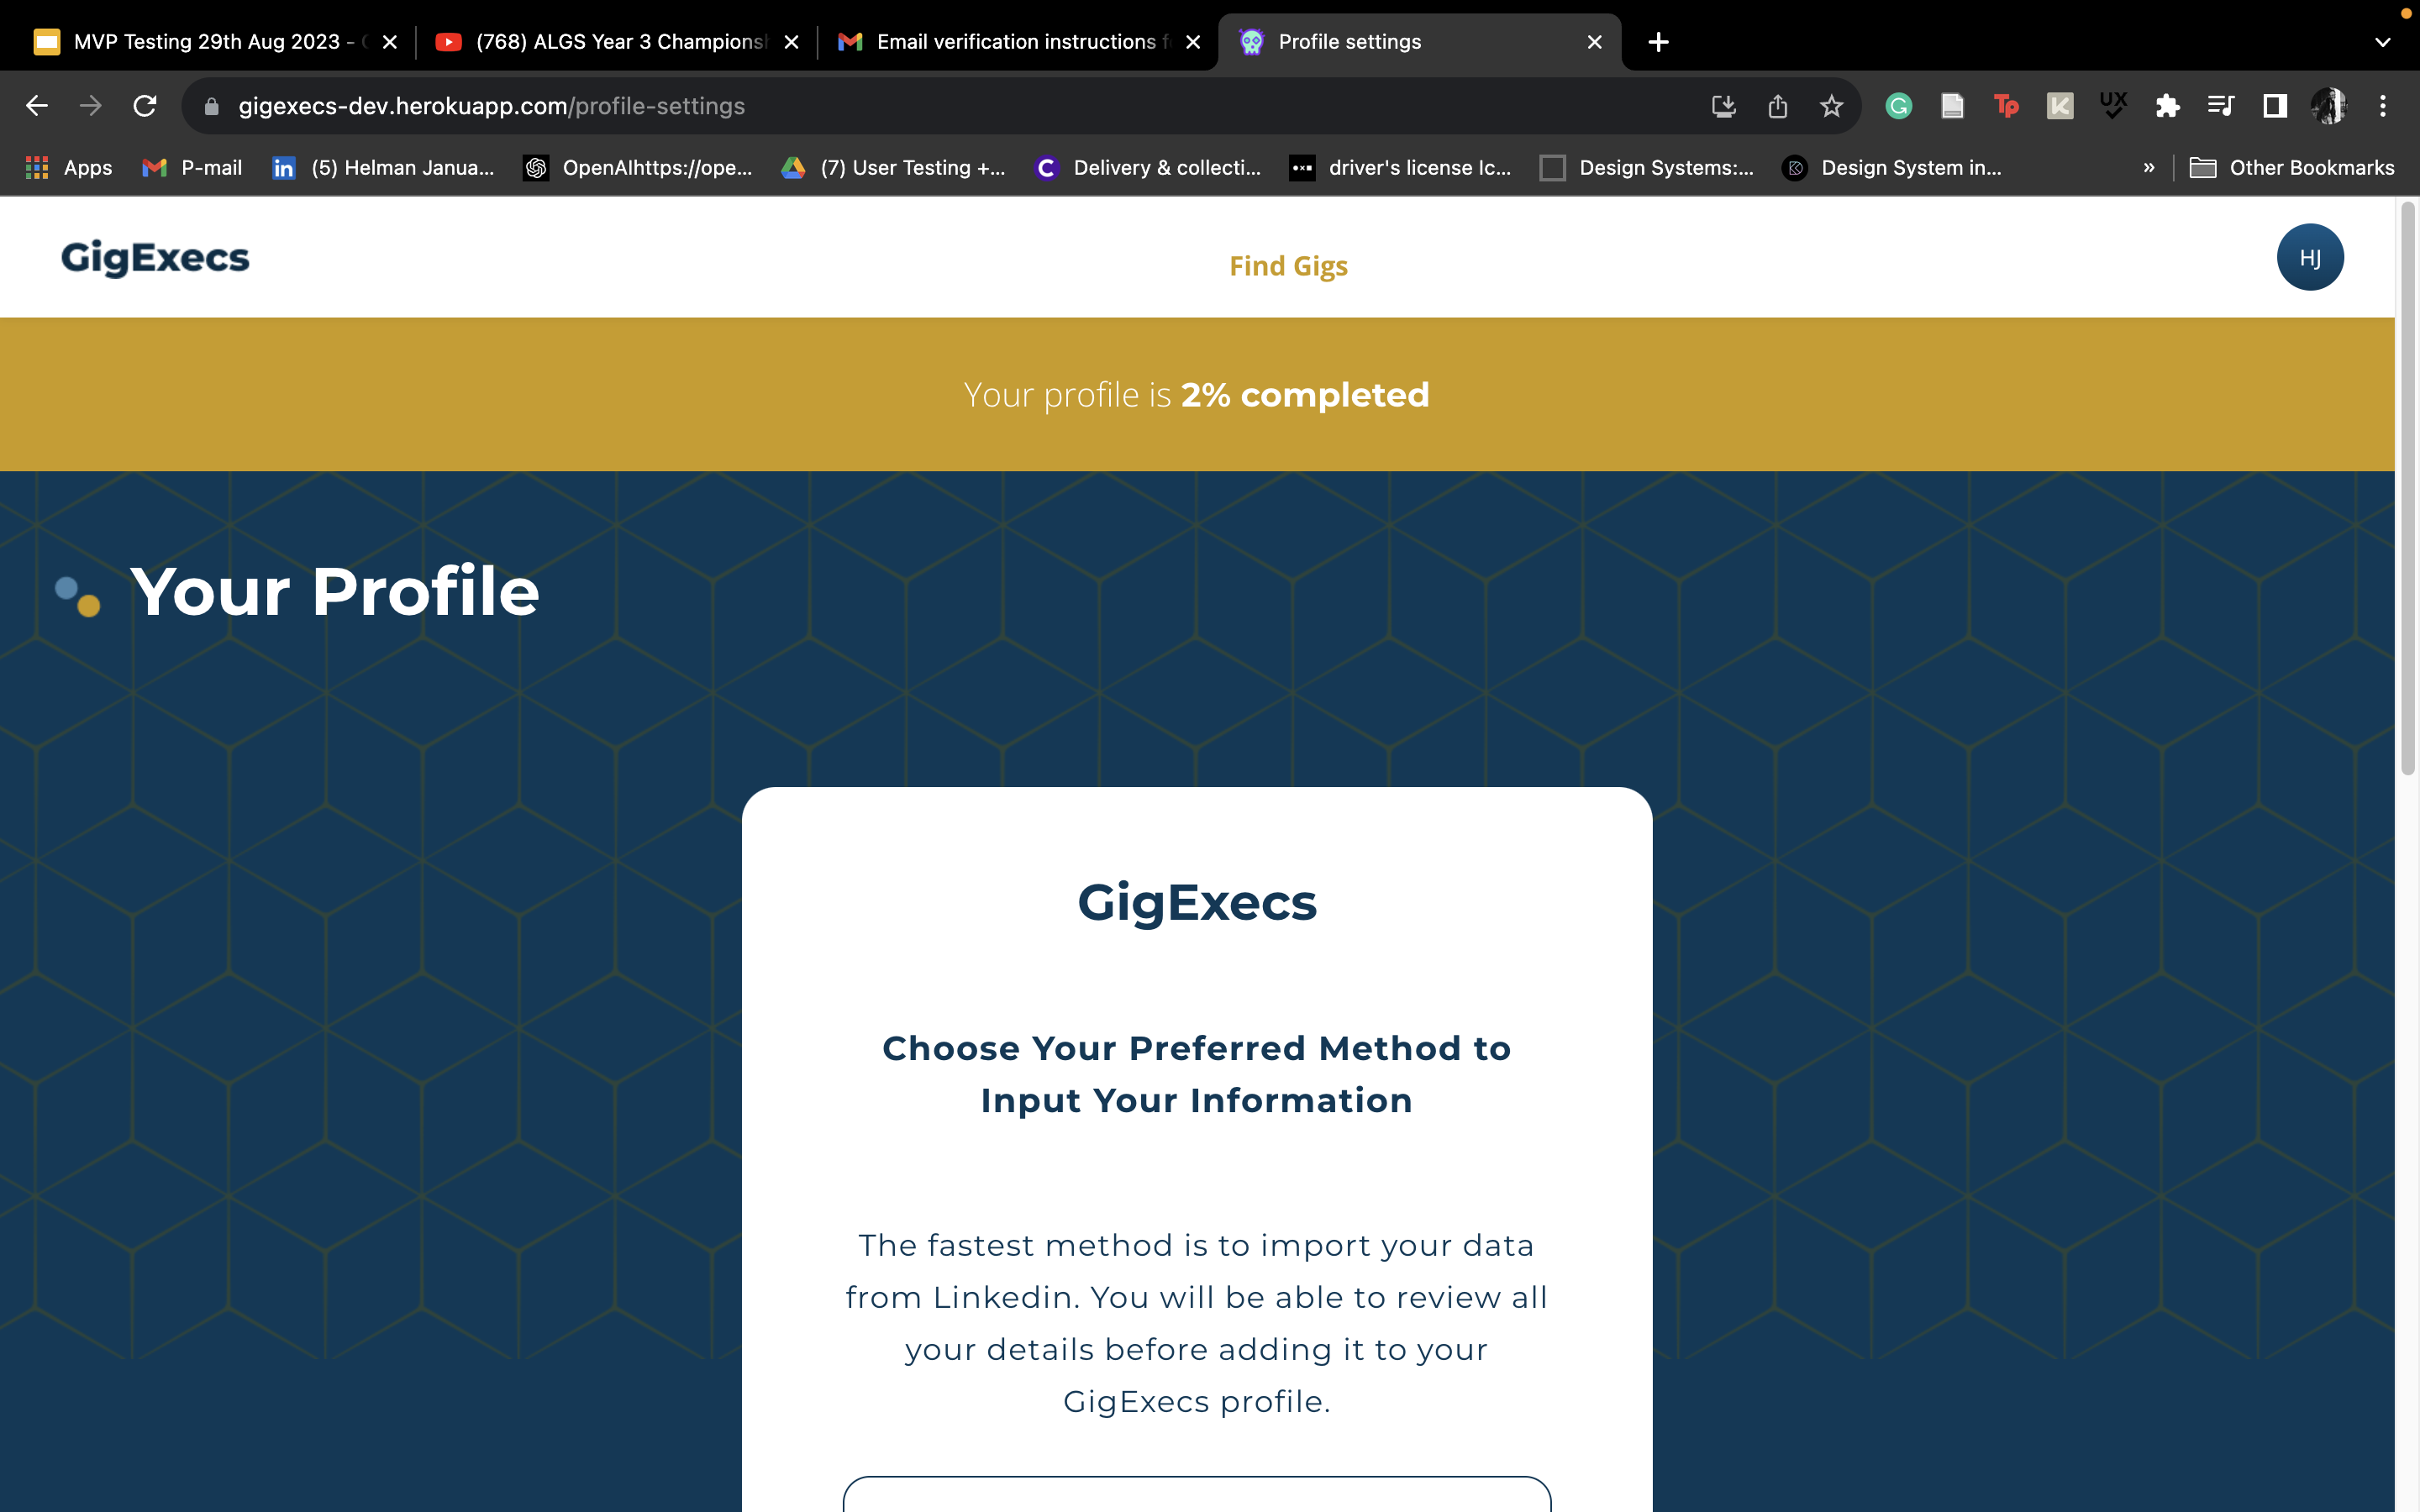 MVP Testing 29th Aug 2023 -
(768) ALGS Year 3 Champions
Email verification instructions f
Profile settings
gigexecs-dev.herokuapp.com/profile-settings
G
Tp
K
UX
Apps
P-mail
in
(5) Helman Janua...
OpenAIhttps://ope...
(7) User Testing +...
C
Delivery & collecti...
driver's license Ic...
Design Systems:...
Design System in...
»
Other Bookmarks
GigExecs
Find Gigs
HJ
Your profile is 2% completed
Your Profile
GigExecs
Choose Your Preferred Method to
Input Your Information
The fastest method is to import your data
from Linkedin. You will be able to review all
your details before adding it to your
GigExecs profile.